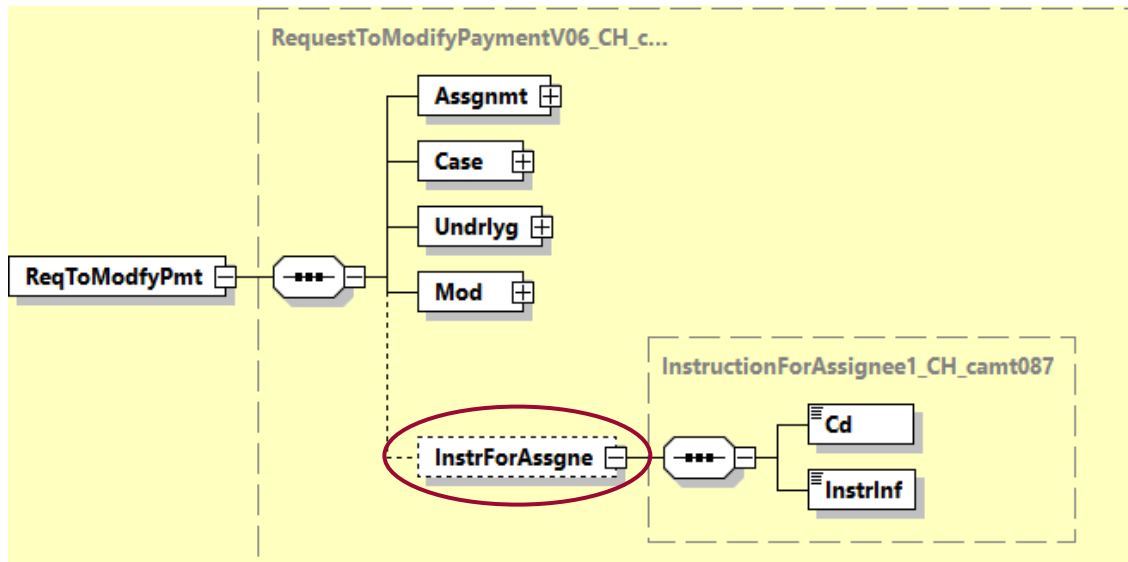 RequestToModifyPaymentV06_CH_c...
Assgnmt
Case
Undrlyg
ReqToModfyPmt
Mod
InstructionForAssignee1_CH_camt087
Cd
InstrForAssgne
InstrInf